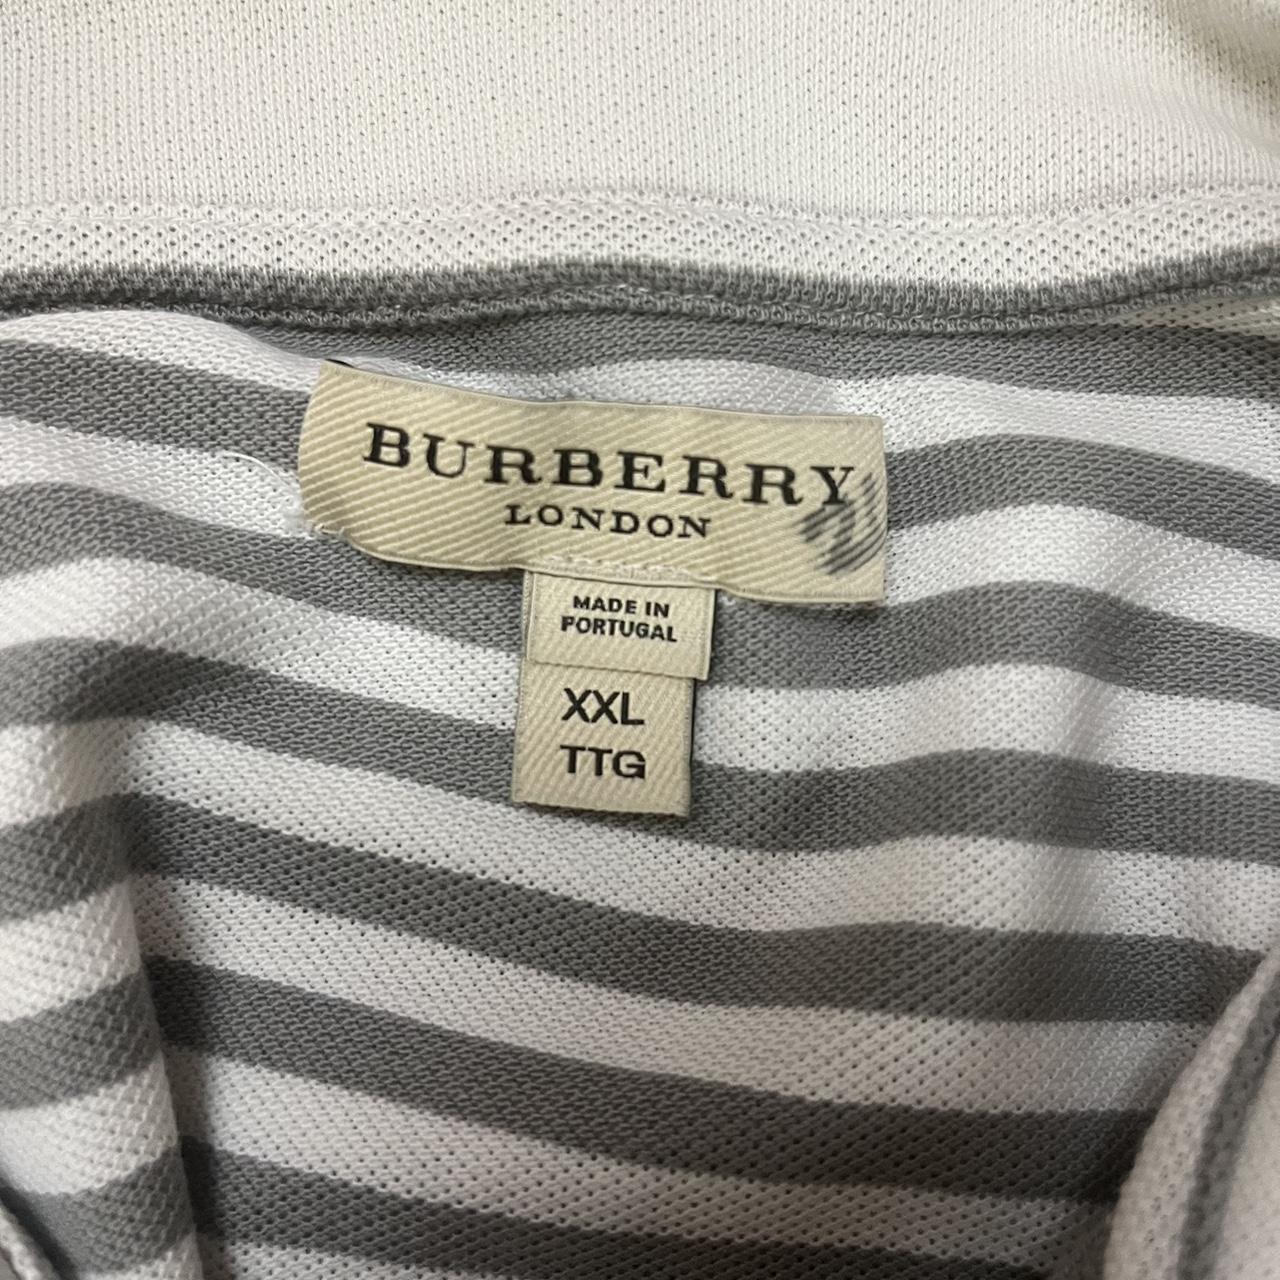 BURBERRY
LONDON
MADE IN
PORTUGAL
XXL
TTG